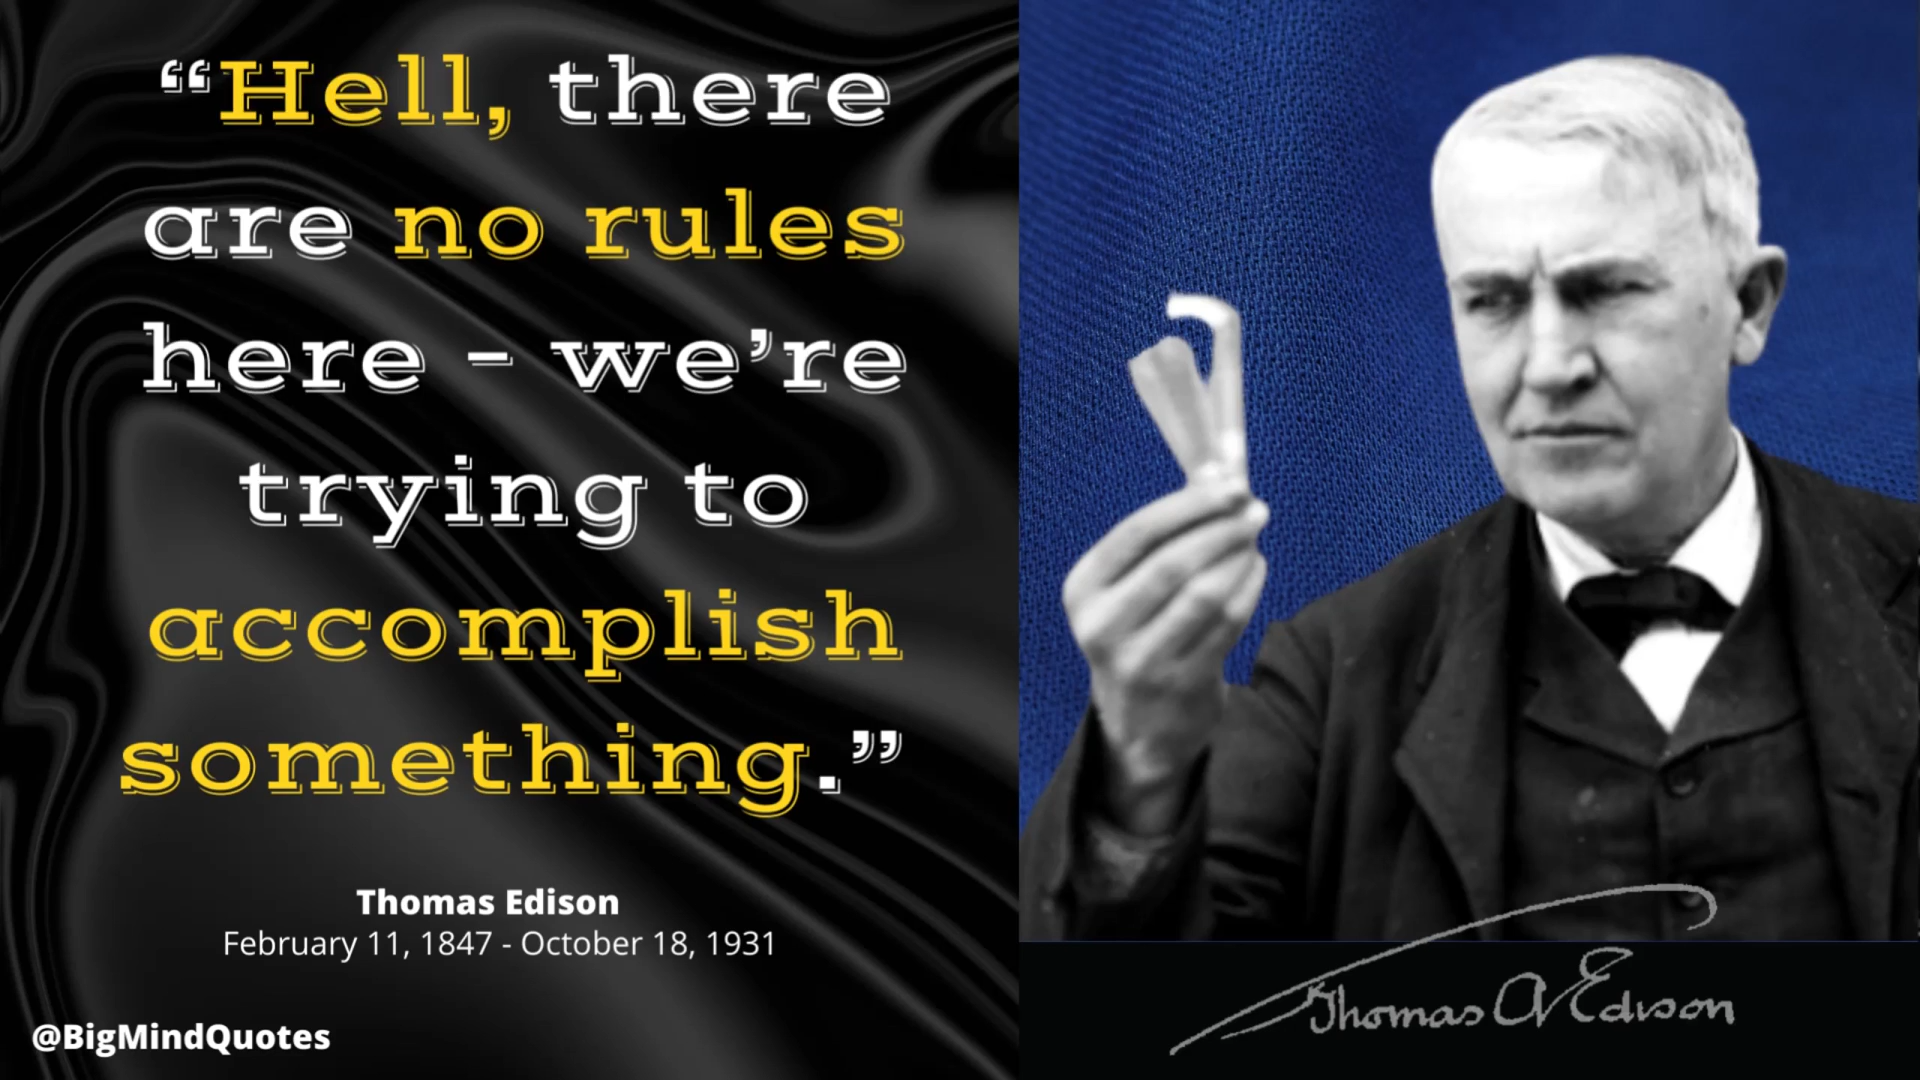 “Hell, there
are no rules
here - we’re
trying to
accomplish
something.”
Thomas Edison
February 11, 1847 - October 18, 1931
@BigMindQuotes
Thomas A Edison